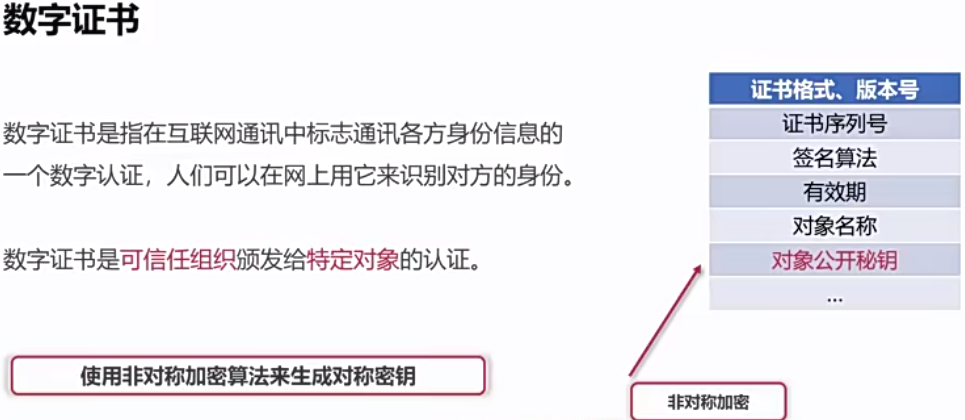 数字证书
数字证书是指在互联网通讯中标志通讯各方身份信息的
一个数字认证，人们可以在网上用它来识别对方的身份。
数字证书是可信任组织颁发给特定对象的认证。
使用非对称加密算法来生成对称密钥
证书格式、版本号
证书序列号
签名算法
有效期
对象名称
对象公开秘钥
...
非对称加密